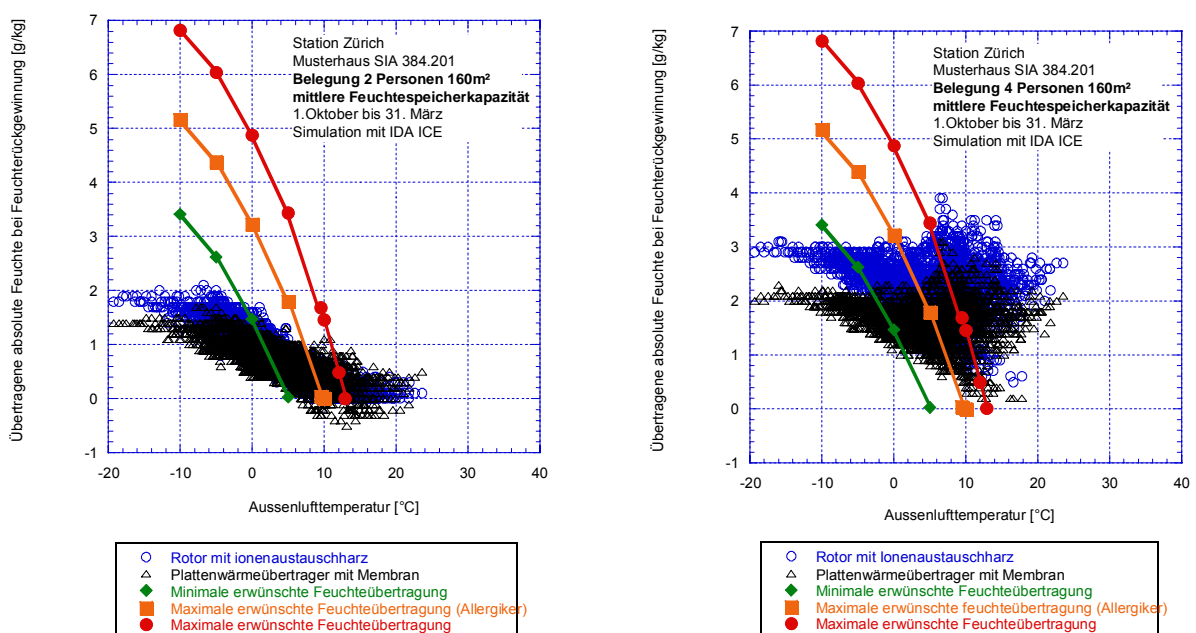 Übertragene absolute Feuchte bei Feuchterückgewinnung [g/kg]
7
6
5
4
3
2
1
0
-1
-20
-10
0
10
20
30
40
Aussenlufttemperatur [°C]
Station Zürich
Musterhaus SIA 384.201
Belegung 2 Personen 160m²
mittlere Feuchtespeicherkapazität
1.Oktober bis 31. März
Simulation mit IDA ICE
Rotor mit ionenaustauschharz
Plattenwärmeübertrager mit Membran
Minimale erwünschte Feuchteübertragung
Maximale erwünschte Feuchteübertragung (Allergiker)
Maximale erwünschte Feuchteübertragung
Übertragene absolute Feuchte bei Feuchterückgewinnung [g/kg]
7
6
5
4
3
2
1
0
-1
-20
-10
0
10
20
30
40
Aussenlufttemperatur [°C]
Station Zürich
Musterhaus SIA 384.201
Belegung 4 Personen 160m²
mittlere Feuchtespeicherkapazität
1.Oktober bis 31. März
Simulation mit IDA ICE
Rotor mit Ionenaustauschharz
Plattenwärmeübertrager mit Membran
Minimale erwünschte Feuchteübertragung
Maximale erwünschte feuchteübertragung (Allergiker)
Maximale erwünschte Feuchteübertragung